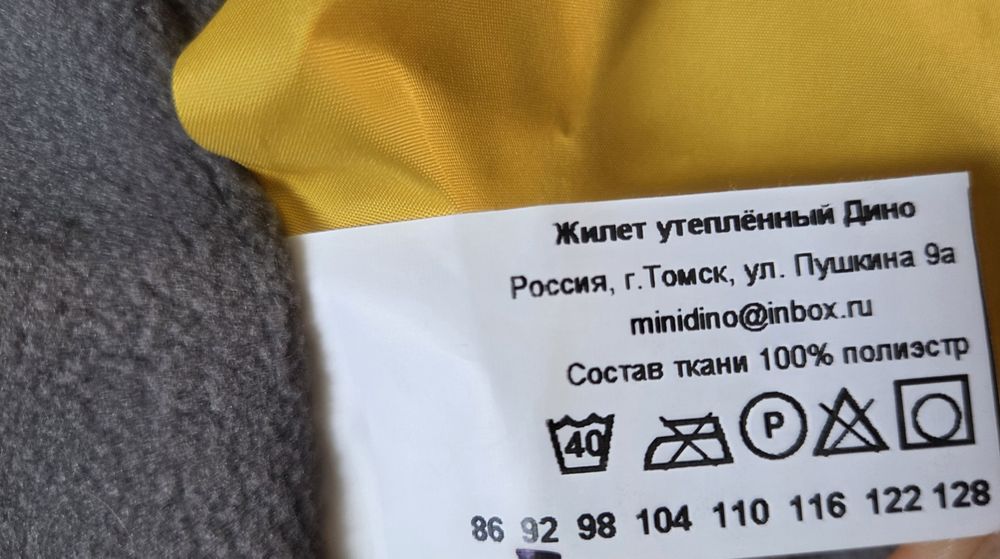 Жилет утеплённый Дино
Россия, г.Томск, ул. Пушкина 9а
minidino@inbox.ru
Состав ткани 100% полиэстр
40 P
86 92 98 104 110 116 122 128